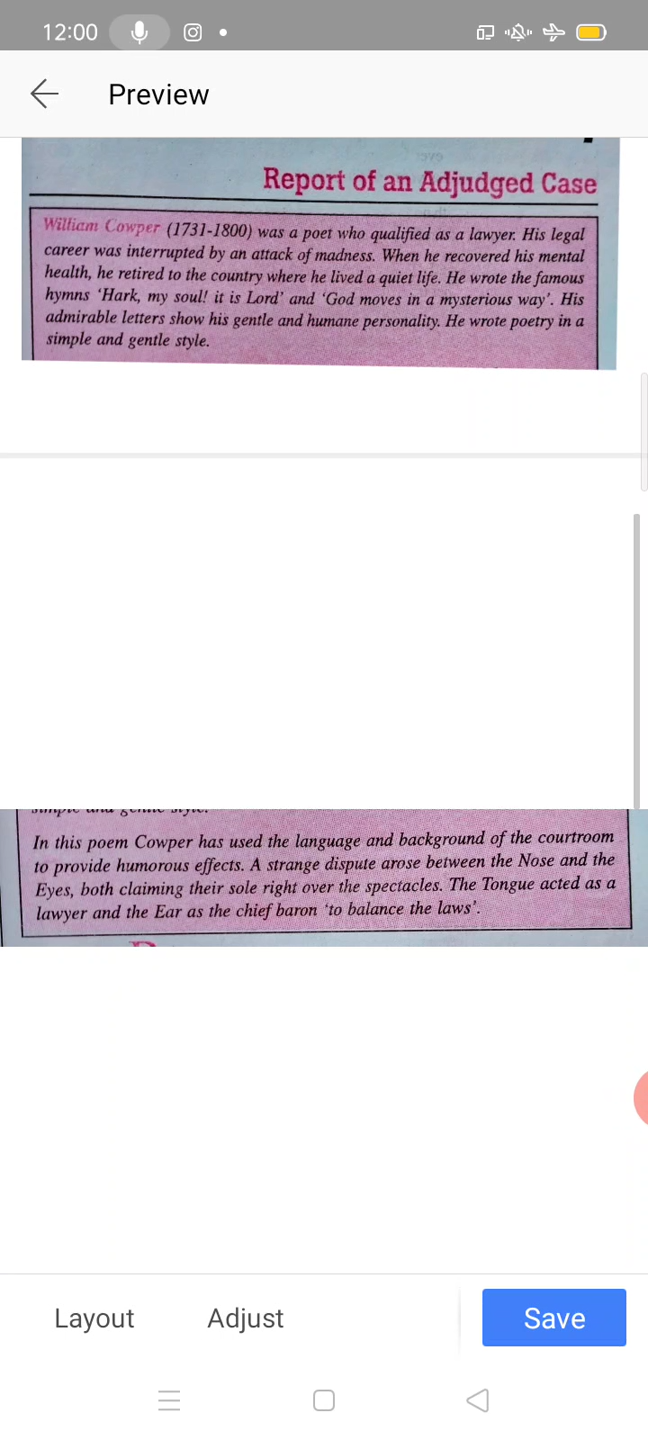 12:00
Preview
Report of an Adjudged Case
William Cowper (1731-1800) was a poet who qualified as a lawyer. His legal
career was interrupted by an attack of madness. When he recovered his mental
health, he retired to the country where he lived a quiet life. He wrote the famous
hymns ‘Hark, my soul! it is Lord’ and ‘God moves in a mysterious way’. His
admirable letters show his gentle and humane personality. He wrote poetry in a
simple and gentle style.
simple and gentle style.
In this poem Cowper has used the language and background of the courtroom
to provide humorous effects. A strange dispute arose between the Nose and the
Eyes, both claiming their sole right over the spectacles. The Tongue acted as a
lawyer and the Ear as the chief baron ‘to balance the laws’.
Layout
Adjust
Save